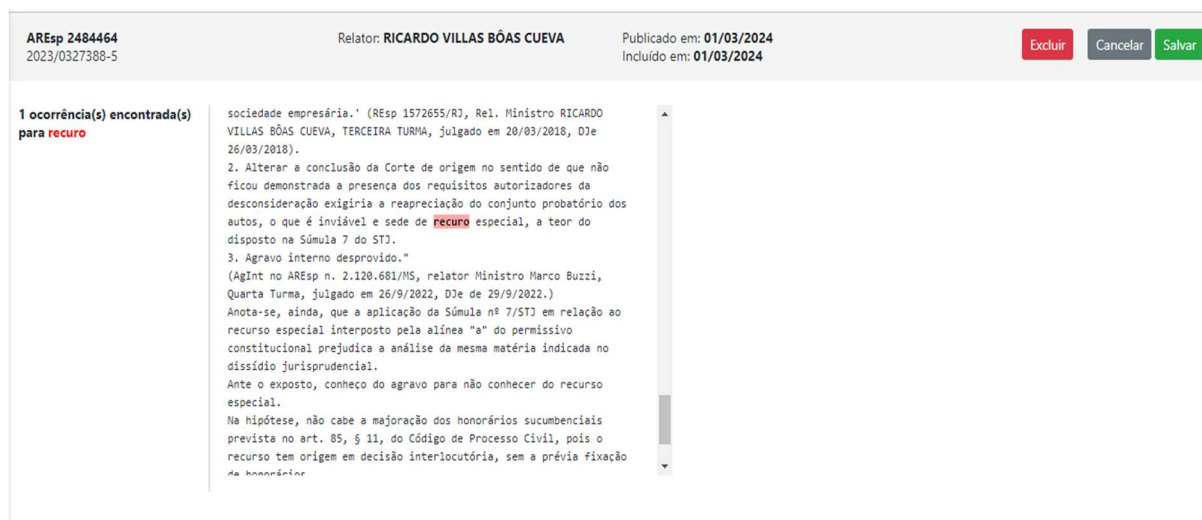 AREsp 2484464
2023/0327388-5
Relator: RICARDO VILLAS BÔAS CUEVA
Publicado em: 01/03/2024
Incluído em: 01/03/2024
Excluir
Cancelar
Salvar
1 ocorrência(s) encontrada(s)
para recuro
sociedade empresária.' (REsp 1572655/RJ, Rel. Ministro RICARDO
VILLAS BÔAS CUEVA, TERCEIRA TURMA, julgado em 20/03/2018, DJe
26/03/2018).
2. Alterar a conclusão da Corte de origem no sentido de que não
ficou demonstrada a presença dos requisitos autorizadores da
desconsideração exigiria a reapreciação do conjunto probatório dos
autos, o que é inviável e sede de recuro especial, a teor do
disposto na Súmula 7 do STJ.
3. Agravo interno desprovido."
(AgInt no AREsp n. 2.120.681/MS, relator Ministro Marco Buzzi,
Quarta Turma, julgado em 26/9/2022, DJe de 29/9/2022.)
Anota-se, ainda, que a aplicação da Súmula nº 7/STJ em relação ao
recurso especial interposto pela alínea "a" do permissivo
constitucional prejudica a análise da mesma matéria indicada no
dissídio jurisprudencial.
Ante o exposto, conheço do agravo para não conhecer do recurso
especial.
Na hipótese, não cabe a majoração dos honorários sucumbenciais
prevista no art. 85, § 11, do Código de Processo Civil, pois o
recurso tem origem em decisão interlocutória, sem a prévia fixação
de honorários